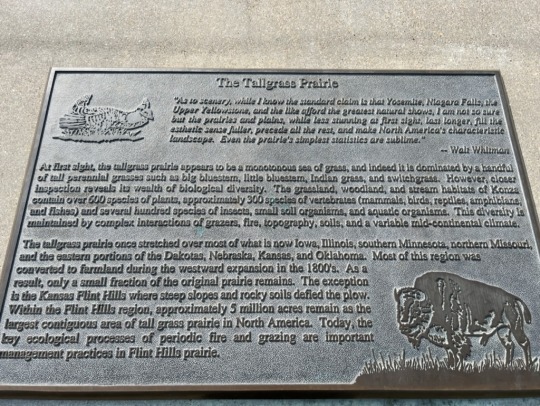 The Tallgrass Prairie
"As to scenery, while I know the standard claim is that Yosemite, Niagara Falls, the
Upper Yellowstone, and the like afford the greatest natural shows, I am not so sure
but the prairies and plains, while less stunning at first sight, last longer, fill the
esthetic sense fuller, precede all the rest, and make North America's characteristic
landscape. Even the prairie's simplest statistics are sublime."
-- Walt Whitman
At first sight, the tallgrass prairie appears to be a monotonous sea of grass, and indeed it is dominated by a handful
of tall perennial grasses such as big bluestem, little bluestem, Indian grass, and switchgrass. However, closer
inspection reveals its wealth of biological diversity. The grassland, woodland, and stream habitats of Konza
contain over 600 species of plants, approximately 300 species of vertebrates (mammals, birds, reptiles, amphibians,
and fishes) and several hundred species of insects, small soil organisms, and aquatic organisms. This diversity is
maintained by complex interactions of grazers, fire, topography, soils, and a variable mid-continental climate.
The tallgrass prairie once stretched over most of what is now Iowa, Illinois, southern Minnesota, northern Missouri,
and the eastern portions of the Dakotas, Nebraska, Kansas, and Oklahoma. Most of this region was
converted to farmland during the westward expansion in the 1800's. As a
result, only a small fraction of the original prairie remains. The exception
is the Kansas Flint Hills where steep slopes and rocky soils defied the plow.
Within the Flint Hills region, approximately 5 million acres remain as the
largest contiguous area of tall grass prairie in North America. Today, the
key ecological processes of periodic fire and grazing are important
management practices in Flint Hills prairie.